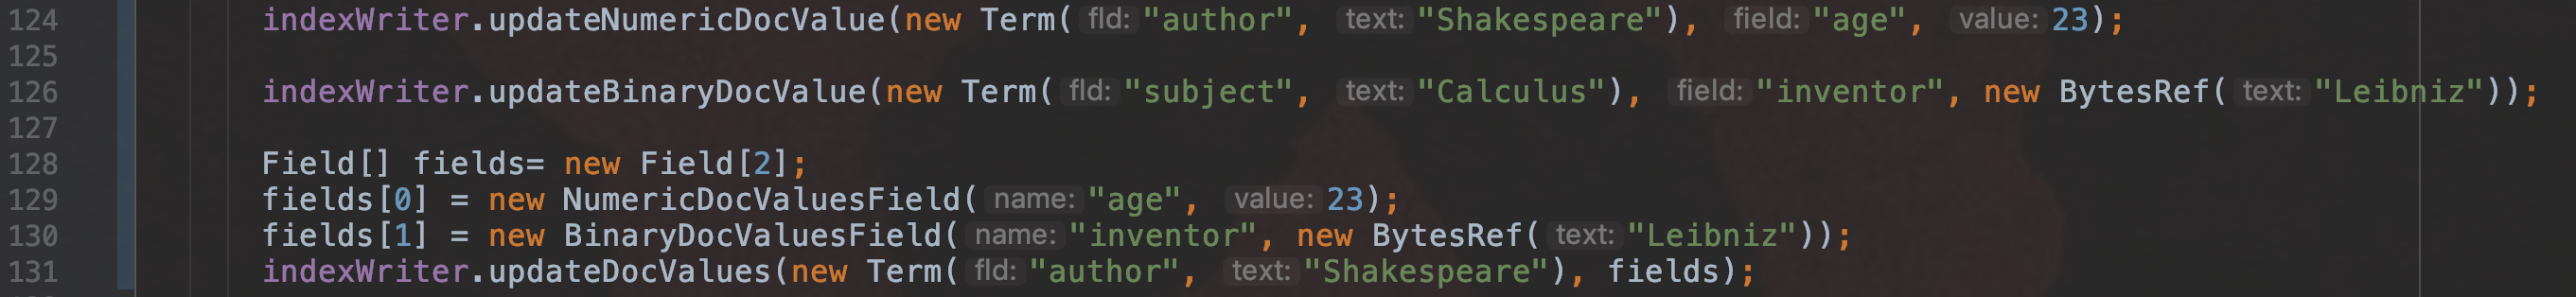 124 indexWriter.updateNumericDocValue(new Term( fld: "author", text: "Shakespeare"), field: "age", value: 23);
125
126 indexWriter.updateBinaryDocValue(new Term( fld: "subject", text: "Calculus"), field: "inventor", new BytesRef( text: "Leibniz"));
127
128 Field[] fields= new Field[2];
129 fields[0] = new NumericDocValuesField( name: "age", value: 23);
130 fields[1] = new BinaryDocValuesField( name: "inventor", new BytesRef( text: "Leibniz"));
131 indexWriter.updateDocValues(new Term( fld: "author", text: "Shakespeare"), fields);